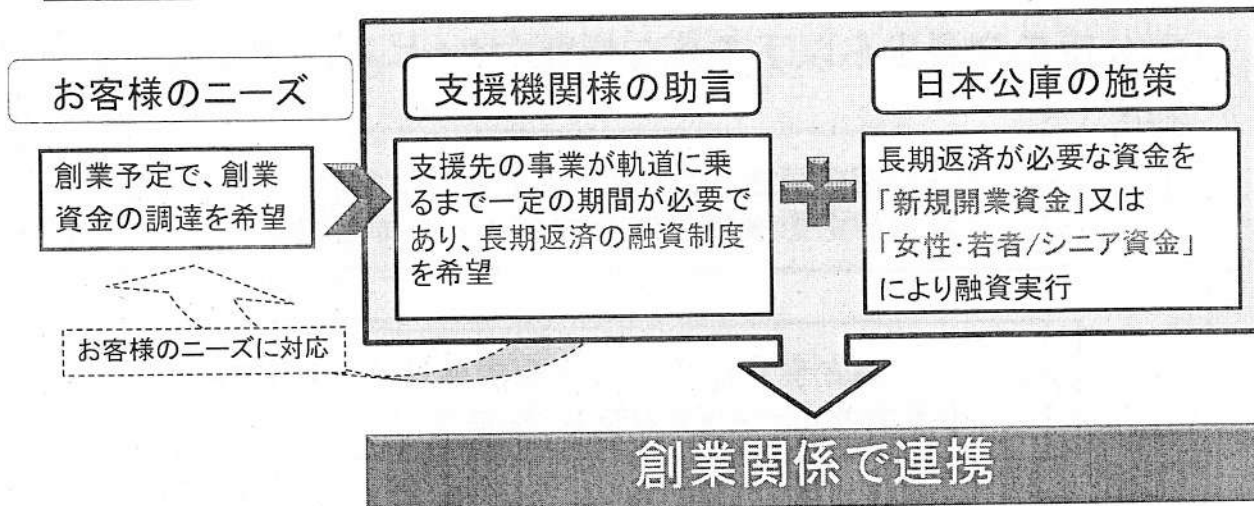 お客様のニーズ
支援機関様の助言
日本公庫の施策
創業予定で、創業
資金の調達を希望
支援先の事業が軌道に乗
るまで一定の期間が必要で
あり、長期返済の融資制度
を希望
長期返済が必要な資金を
「新規開業資金」又は
「女性・若者/シニア資金」
により融資実行
お客様のニーズに対応
創業関係で連携